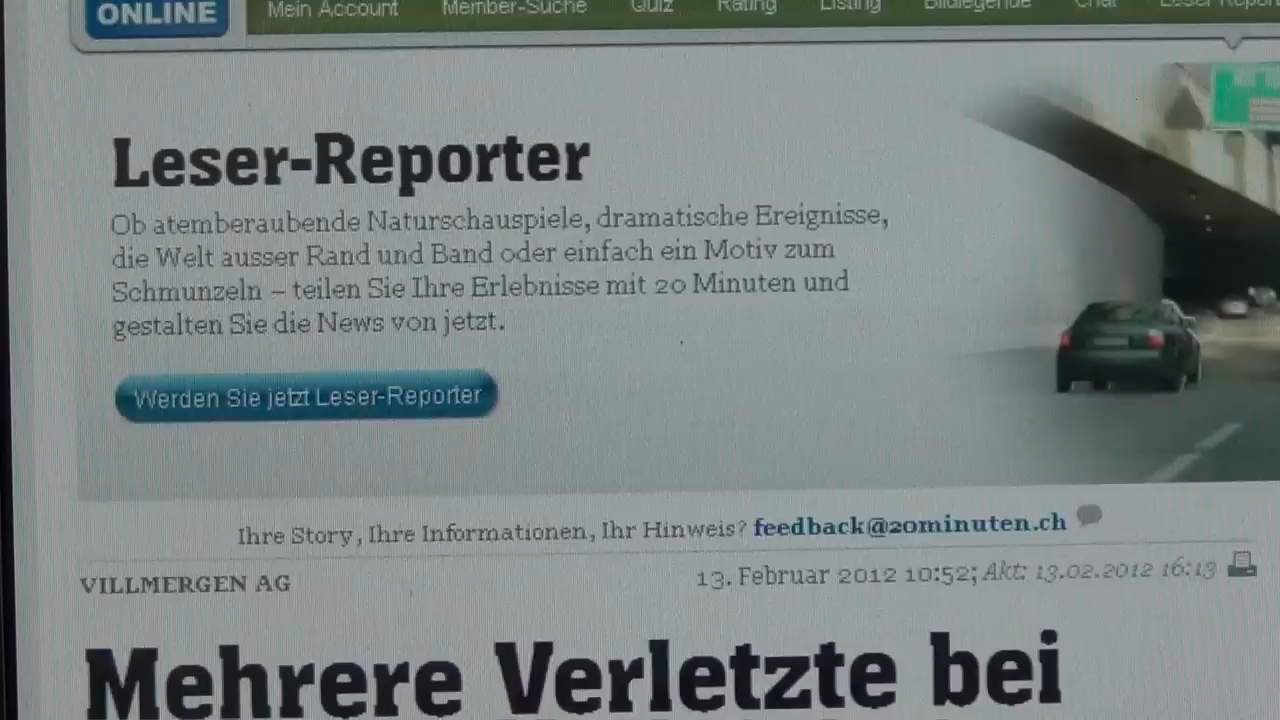 ONLINE
Mein Account Member-Suche Quiz Rating Listing Bildlegende Chat
Leser-Reporter
Ob atemberaubende Naturschauspiele, dramatische Ereignisse,
die Welt ausser Rand und Band oder einfach ein Motiv zum
Schmunzeln – teilen Sie Ihre Erlebnisse mit 20 Minuten und
gestalten Sie die News von jetzt.
Werden Sie jetzt Leser-Reporter
Ihre Story, Ihre Informationen, Ihr Hinweis? feedback@20minuten.ch
VILLMERGEN AG 13. Februar 2012 10:52; Akt: 13.02.2012 16:13
Mehrere Verletzte bei